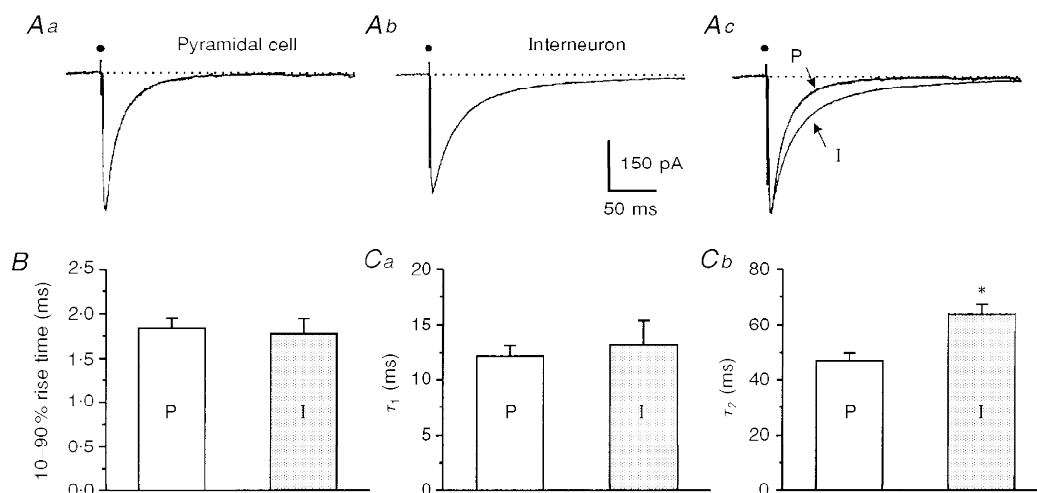 Aa
Pyramidal cell
Ab
Interneuron
Ac
P
I
150 pA
50 ms
B
10–90% rise time (ms)
2·5
2·0
1·5
1·0
0·5
0·0
P
I
Ca
τ1 (ms)
20
15
10
5
0
P
I
Cb
τ2 (ms)
80
60
40
20
0
P
*
I